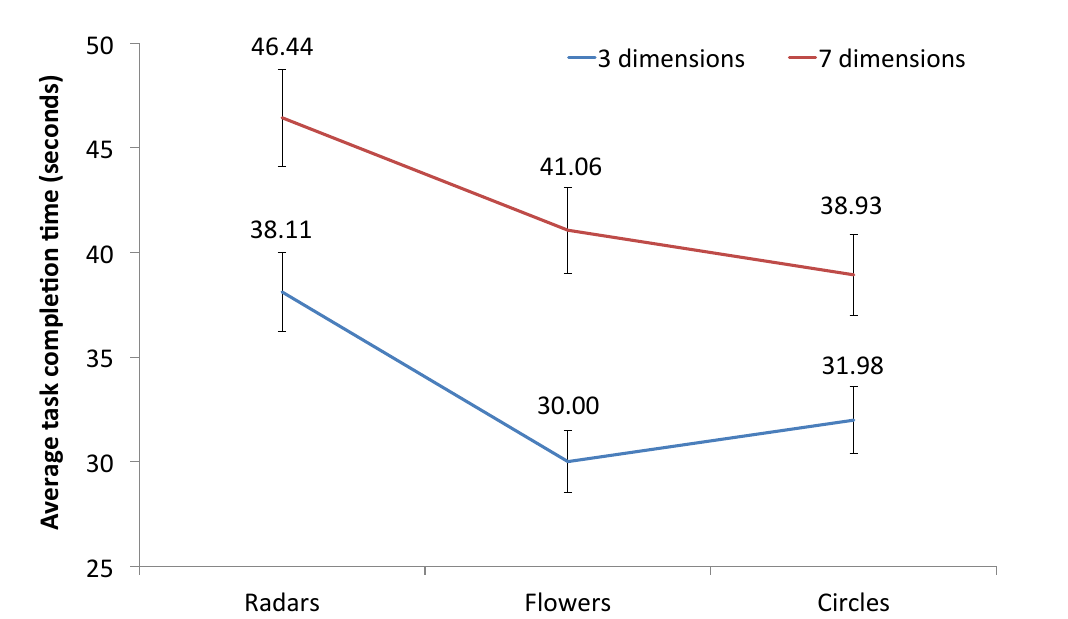 Average task completion time (seconds)
50
45
40
35
30
25
3 dimensions
7 dimensions
46.44
41.06
38.93
38.11
30.00
31.98
Radars
Flowers
Circles